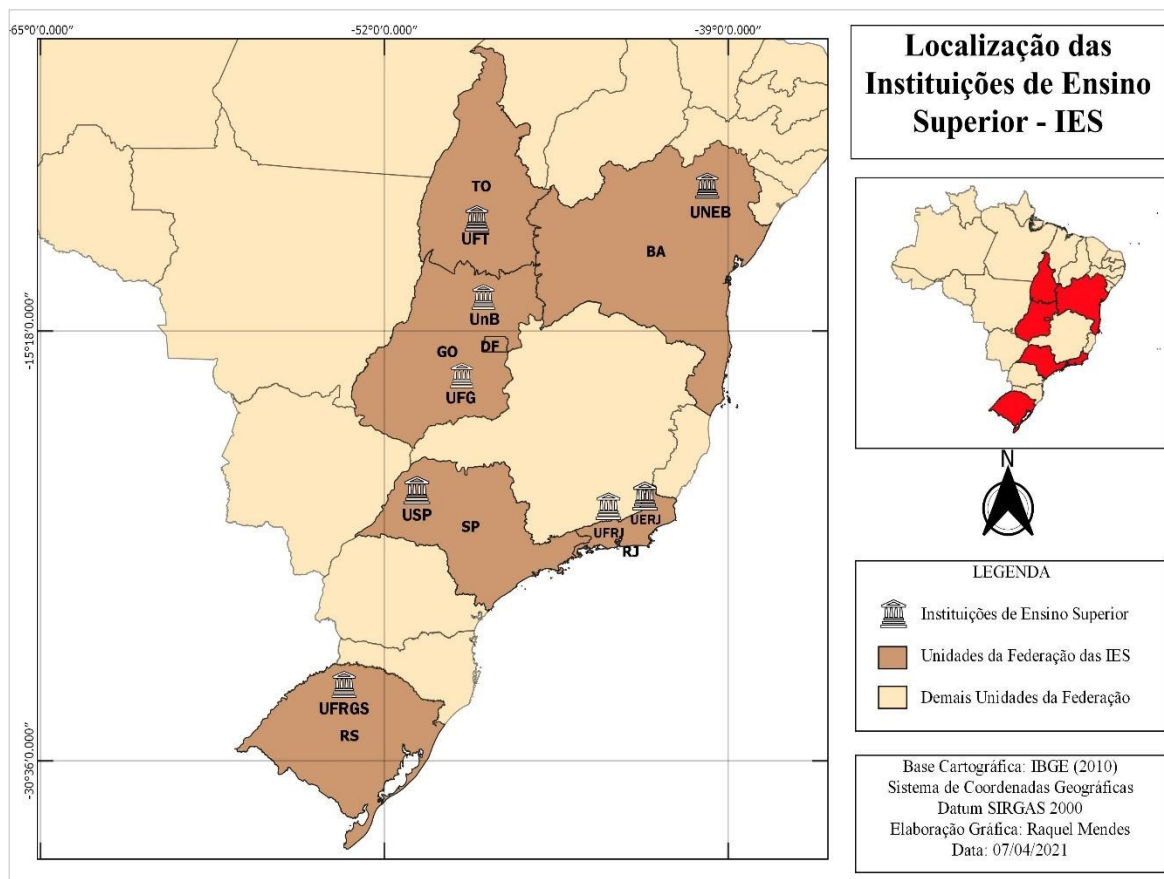 -65°0'0.000"
-52°0'0.000"
-39°0'0.000"
-15°18'0.000"
-30°36'0.000"
TO
UFT
UNEB
BA
UnB
DF
GO
UFG
USP
SP
UFRJ
UERJ
RJ
UFRGS
RS
Localização das
Instituições de Ensino
Superior - IES
N
LEGENDA
Instituições de Ensino Superior
Unidades da Federação das IES
Demais Unidades da Federação
Base Cartográfica: IBGE (2010)
Sistema de Coordenadas Geográficas
Datum SIRGAS 2000
Elaboração Gráfica: Raquel Mendes
Data: 07/04/2021